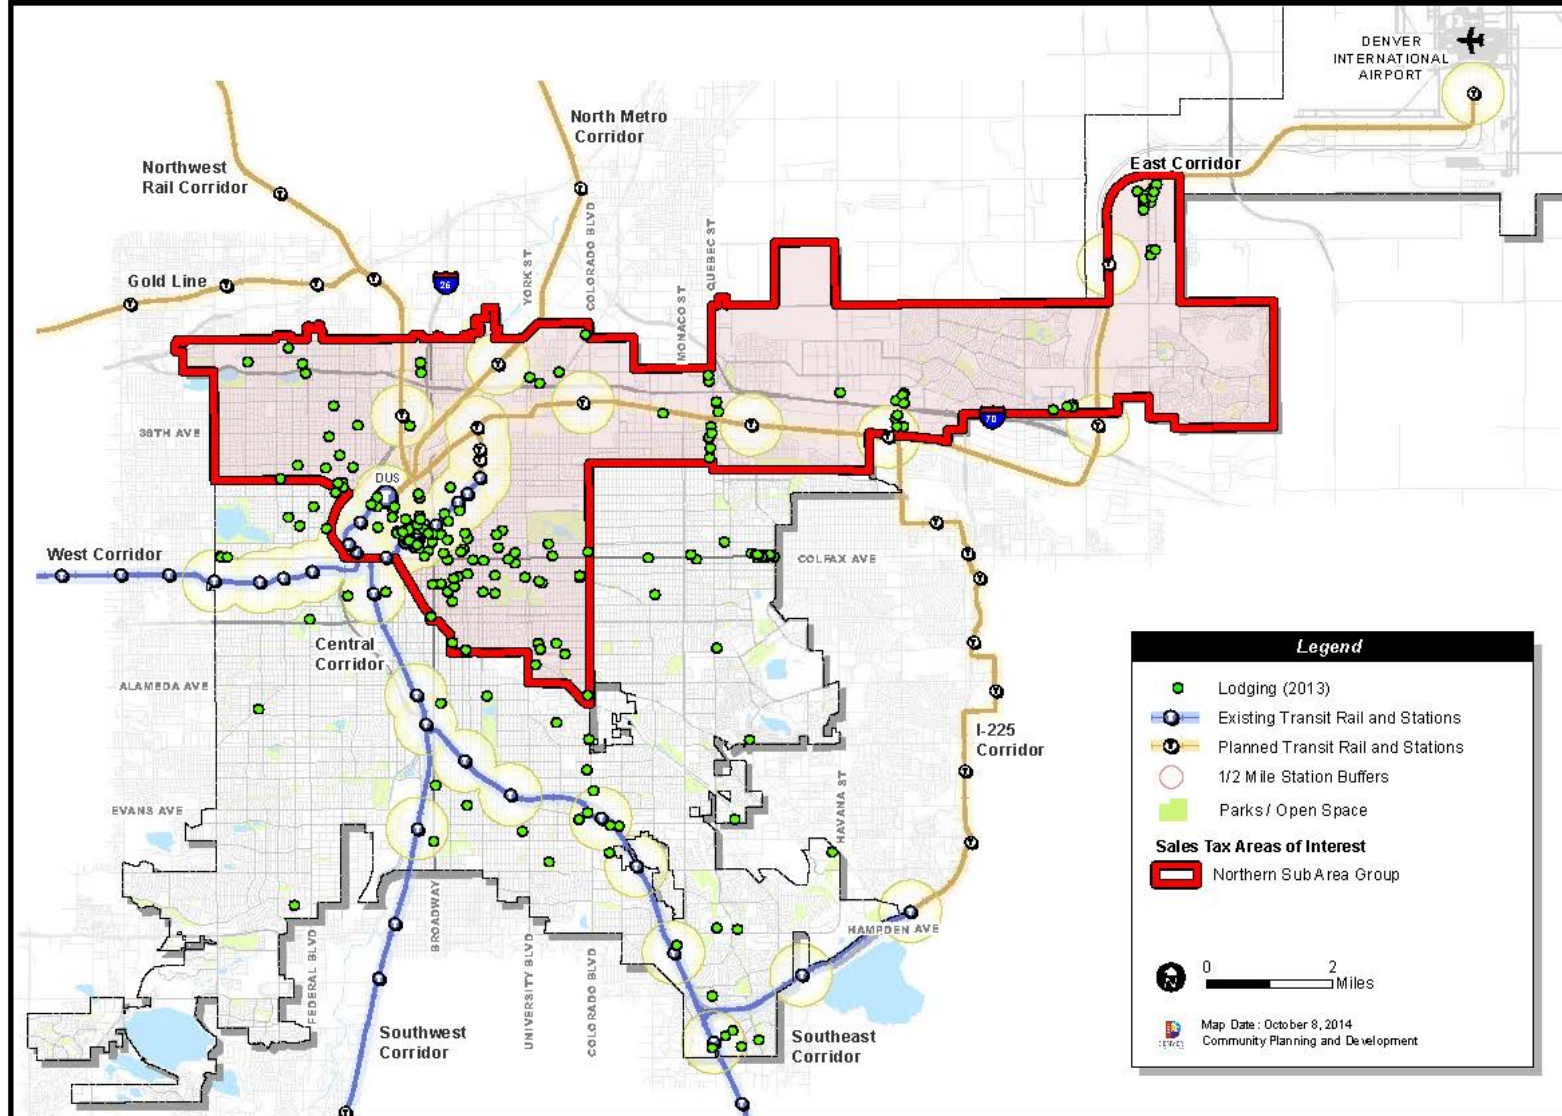 DENVER
INTERNATIONAL
AIRPORT
North Metro
Corridor
Northwest
Rail Corridor
East Corridor
COLORADO BLVD
QUEBEC ST
YORK ST
MONACO ST
Gold Line
26
38TH AVE
70
DUS
West Corridor
COLFAX AVE
Central
Corridor
ALAMEDA AVE
I-225
Corridor
EVANS AVE
HAVANA ST
BROADWAY
HAMPDEN AVE
FEDERAL BLVD
UNIVERSITY BLVD
COLORADO BLVD
Southwest
Corridor
Southeast
Corridor
Legend
Lodging (2013)
Existing Transit Rail and Stations
Planned Transit Rail and Stations
1/2 Mile Station Buffers
Parks / Open Space
Sales Tax Areas of Interest
Northern Sub Area Group
N
0 2
Miles
DENVER
Map Date: October 8, 2014
Community Planning and Development